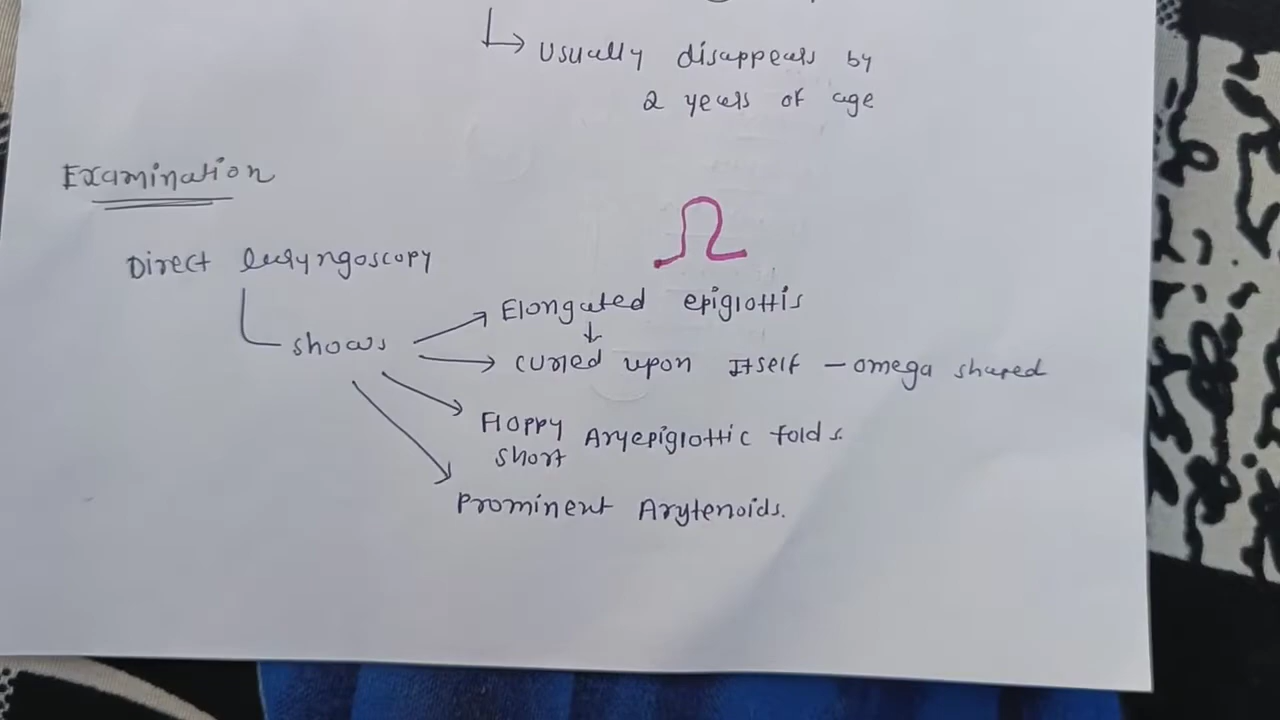 Usually disappears by
2 years of age
Examination
Direct laryngoscopy
shows
Elongated epiglottis
curled upon Itself - omega shaped
Floppy
short
Aryepiglottic folds.
Prominent Arytenoids.